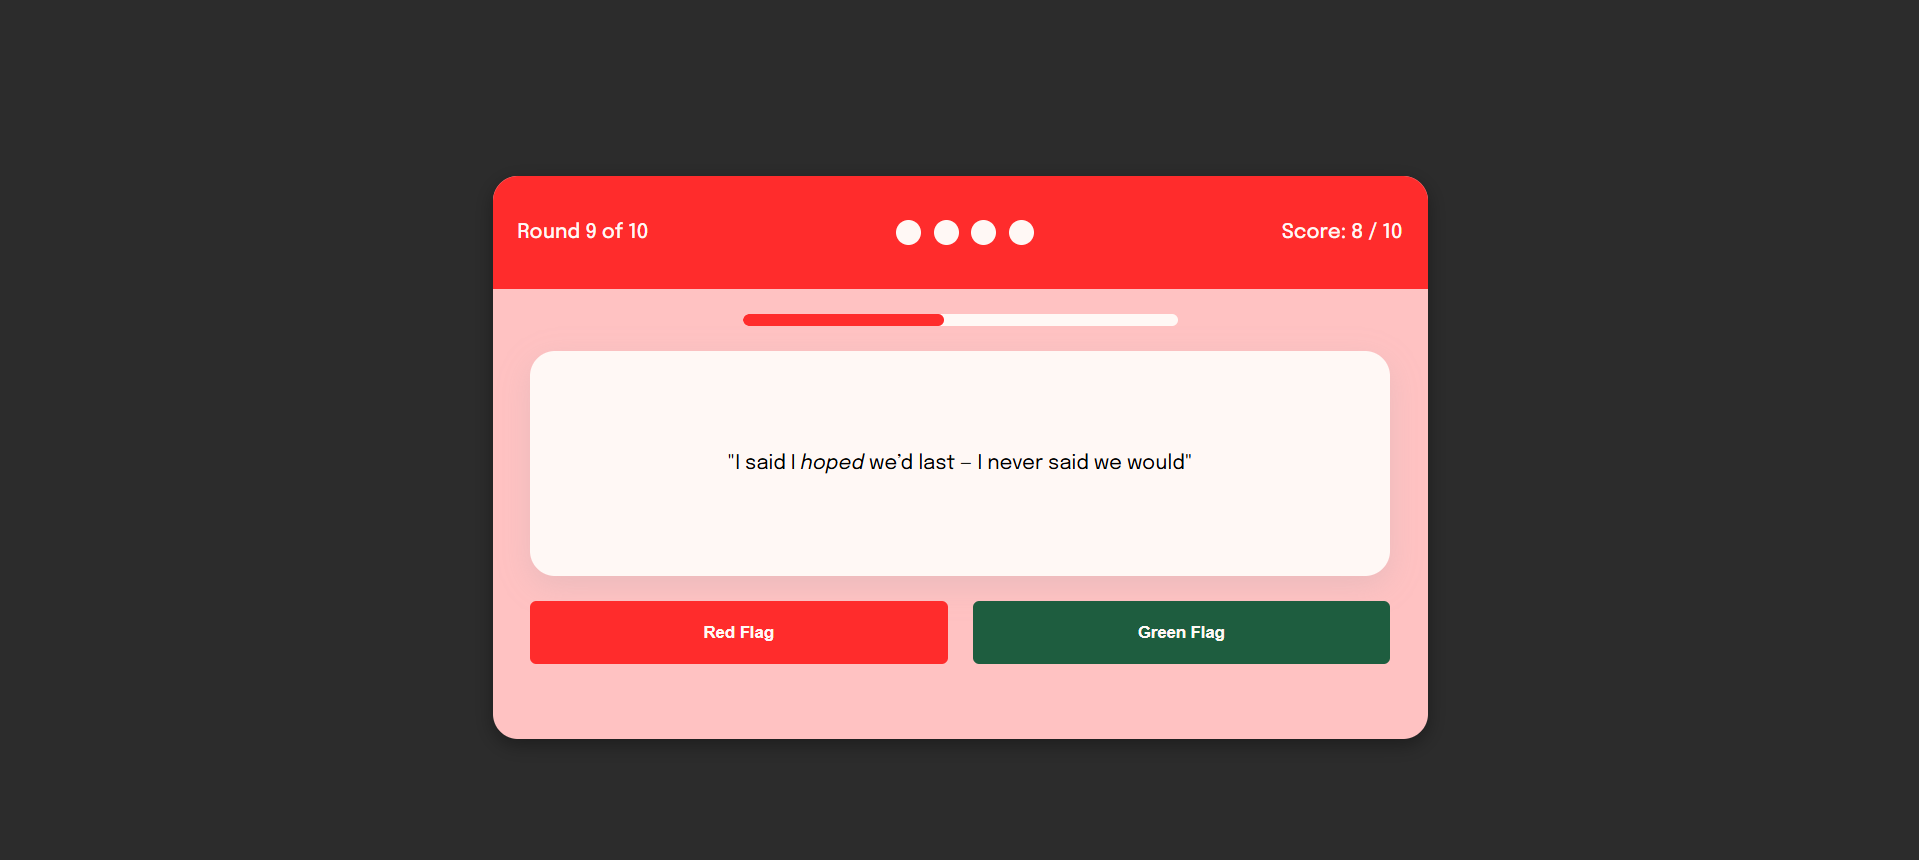 Round 9 of 10
Score: 8 / 10
"I said I hoped we’d last – I never said we would"
Red Flag
Green Flag